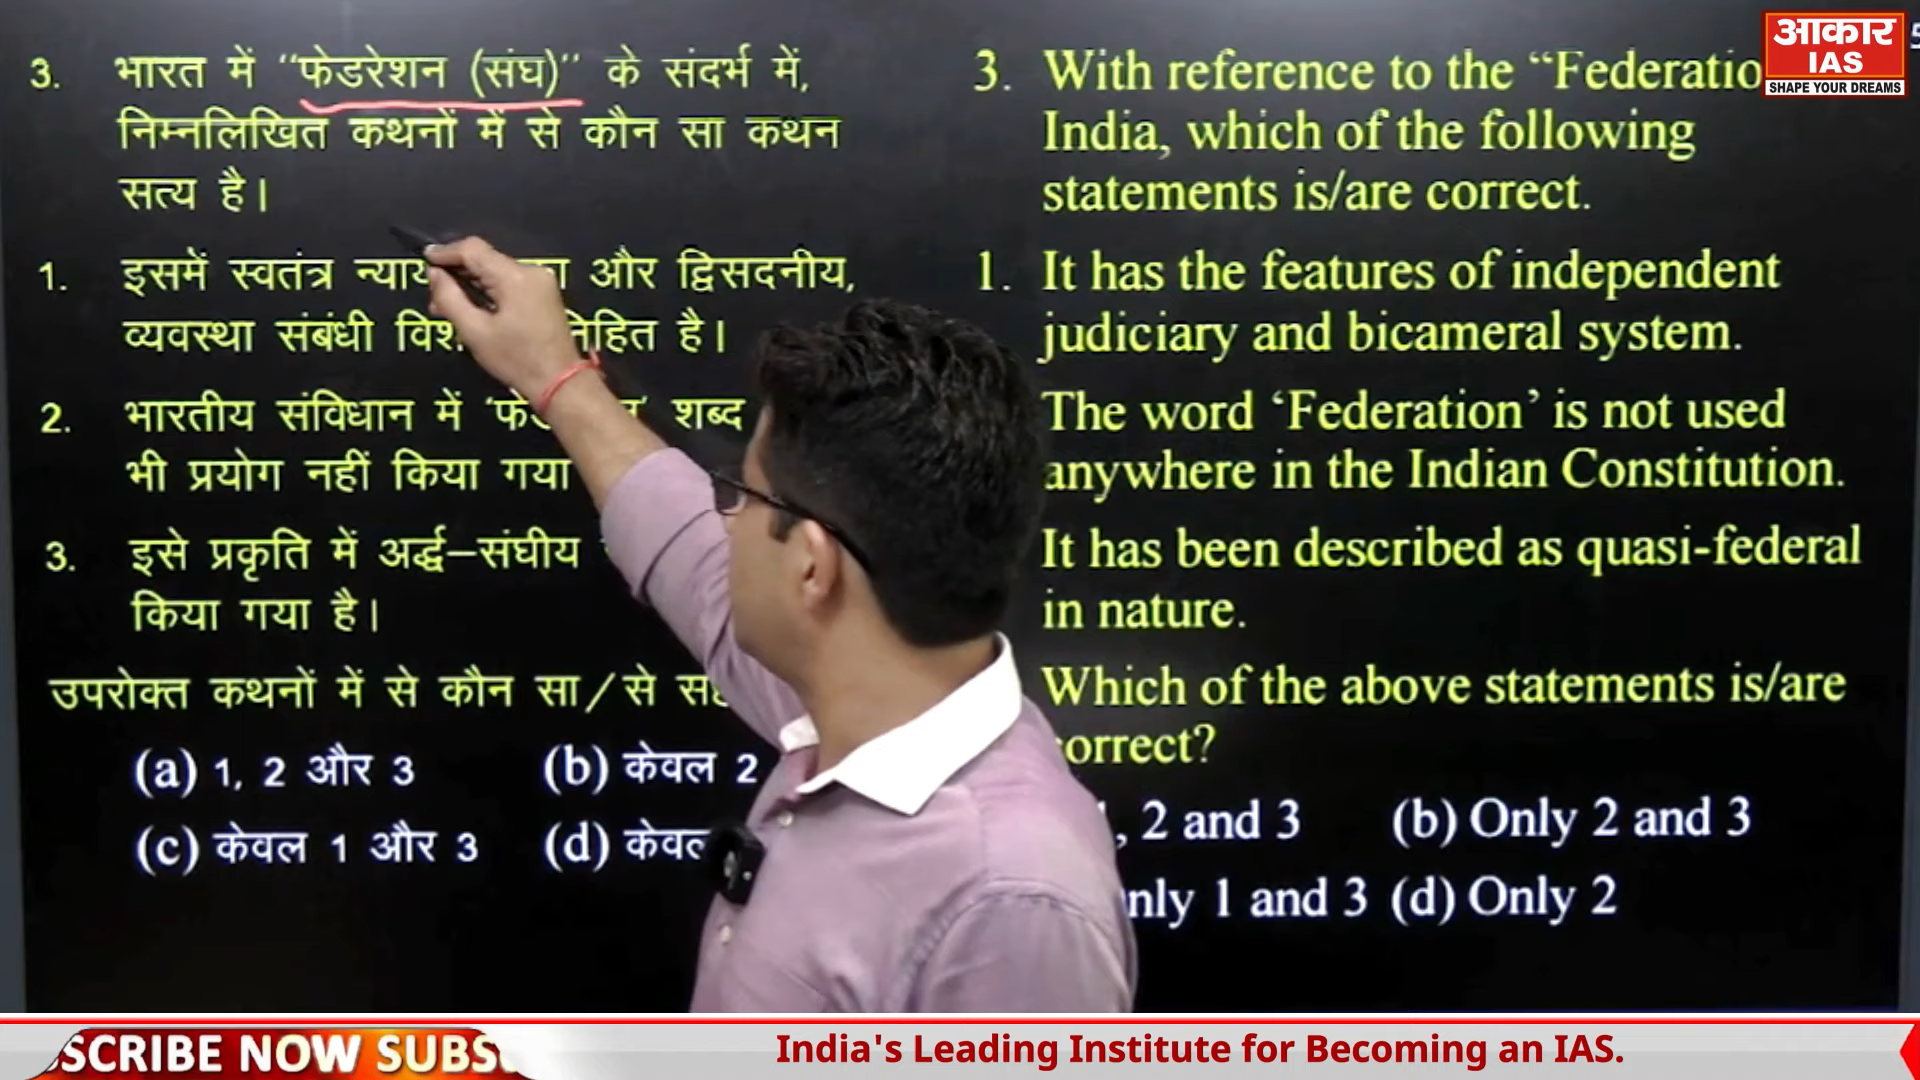 3. भारत में “फेडरेशन (संघ)” के संदर्भ में,
निम्नलिखित कथनों में से कौन सा कथन
सत्य है।
1. इसमें स्वतंत्र और द्विसदनीय,
व्यवस्था संबंधी है।
2. भारतीय संविधान में शब्द
भी प्रयोग नहीं किया गया
3. इसे प्रकृति में अर्द्ध–संघीय
किया गया है।
उपरोक्त कथनों में से कौन सा/से
(a) 1, 2 और 3 (b) केवल 2
(c) केवल 1 और 3 (d)
3. With reference to the
India, which of the following
statements is/are correct.
1. It has the features of independent
judiciary and bicameral system.
The word ‘Federation’ is not used
anywhere in the Indian Constitution.
It has been described as quasi-federal
in nature.
Which of the above statements is/are
, 2 and 3 (b) Only 2 and 3
1 and 3 (d) Only 2
आकार
IAS
SHAPE YOUR DREAMS
NOW
India's Leading Institute for Becoming an IAS.